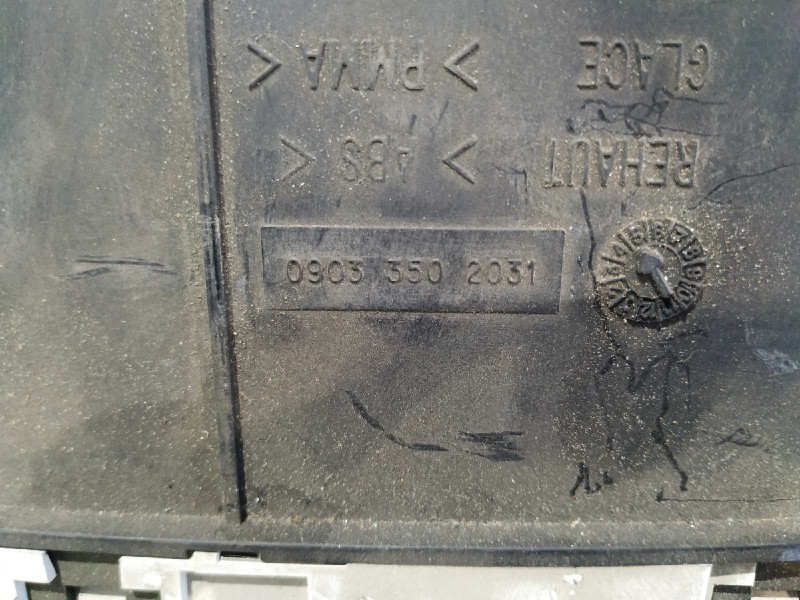 REHAUT > ABS <
GLACE > PMMA <
0903 350 2031